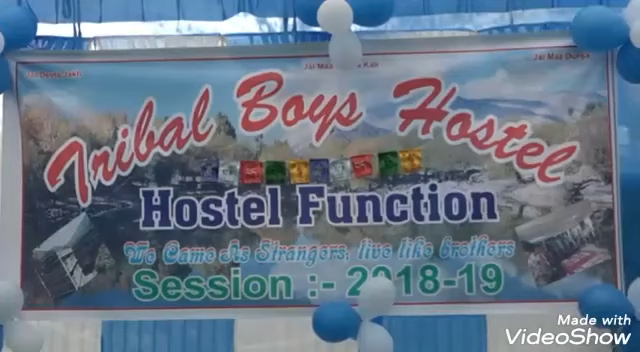 Jai Maa Kali
Jai Maa Durga
Tribal Boys Hostel
Hostel Function
We Came As Strangers, live like brothers
Session :- 2018-19
Made with
VideoShow